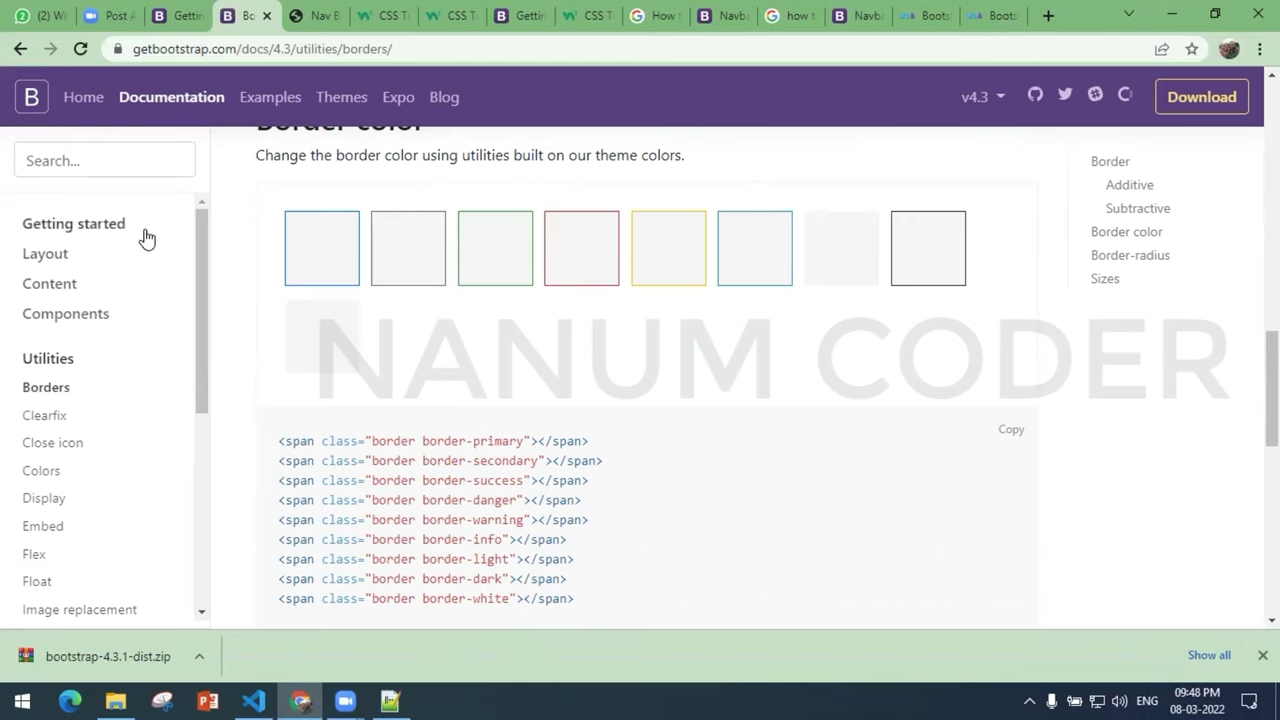 (2) W
Post A
Gettin
Bo
Nav B
CSS T
CSS T
Gettin
CSS T
How t
Navba
how t
Navba
Boots
Boots
getbootstrap.com/docs/4.3/utilities/borders/
B
Home
Documentation
Examples
Themes
Expo
Blog
v4.3
Download
Search...
Getting started
Layout
Content
Components
Utilities
Borders
Clearfix
Close icon
Colors
Display
Embed
Flex
Float
Image replacement
Border color
Change the border color using utilities built on our theme colors.
NANUM CODER
Copy
<span class="border border-primary"></span>
<span class="border border-secondary"></span>
<span class="border border-success"></span>
<span class="border border-danger"></span>
<span class="border border-warning"></span>
<span class="border border-info"></span>
<span class="border border-light"></span>
<span class="border border-dark"></span>
<span class="border border-white"></span>
Border
Additive
Subtractive
Border color
Border-radius
Sizes
bootstrap-4.3.1-dist.zip
Show all
ENG
09:48 PM
08-03-2022